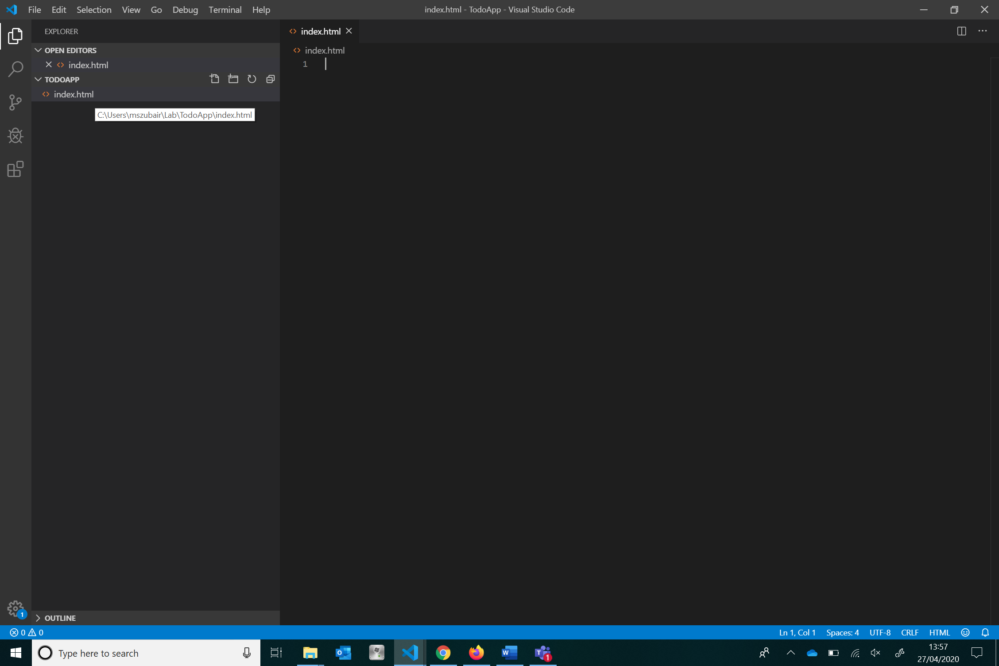 File Edit Selection View Go Debug Terminal Help
index.html - TodoApp - Visual Studio Code
EXPLORER
OPEN EDITORS
index.html
TODOAPP
index.html
C:\Users\mszubair\Lab\TodoApp\index.html
OUTLINE
index.html
index.html
1
1
0 0
Ln 1, Col 1 Spaces: 4 UTF-8 CRLF HTML
Type here to search
O
W
T
1
13:57
27/04/2020